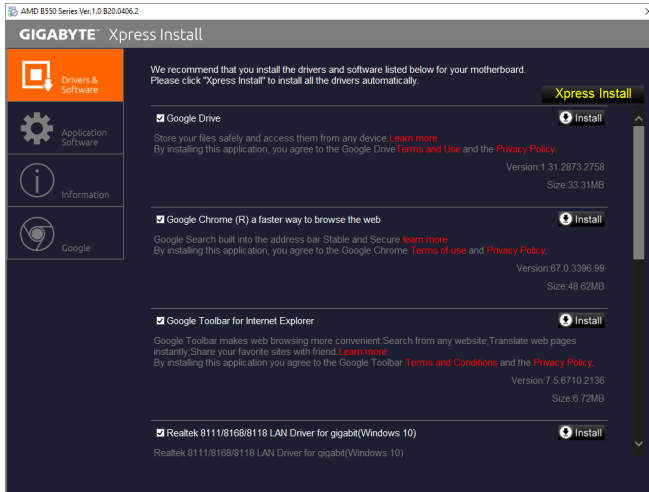 AMD B550 Series Ver.1.0 B20.0406.2
GIGABYTE™ Xpress Install
Drivers & Software
Application Software
Information
Google
We recommend that you install the drivers and software listed below for your motherboard.
Please click "Xpress Install" to install all the drivers automatically.
Xpress Install
Google Drive
Install
Store your files safely and access them from any device.Learn more
By installing this application, you agree to the Google DriveTerms and Use and the Privacy Policy.
Version:1.31.2873.2758
Size:33.31MB
Google Chrome (R) a faster way to browse the web
Install
Google Search built into the address bar Stable and Secure learn more
By installing this application, you agree to the Google Chrome Terms of use and Privacy Policy.
Version:67.0.3396.99
Size:48.62MB
Google Toolbar for Internet Explorer
Install
Google Toolbar makes web browsing more convenient:Search from any website;Translate web pages
instantly;Share your favorite sites with friend.Learn more
By installing this application you agree to the Google Toolbar Terms and Conditions and the Privacy Policy.
Version:7.5.6710.2136
Size:6.72MB
Realtek 8111/8168/8118 LAN Driver for gigabit(Windows 10)
Install
Realtek 8111/8168/8118 LAN Driver for gigabit(Windows 10)